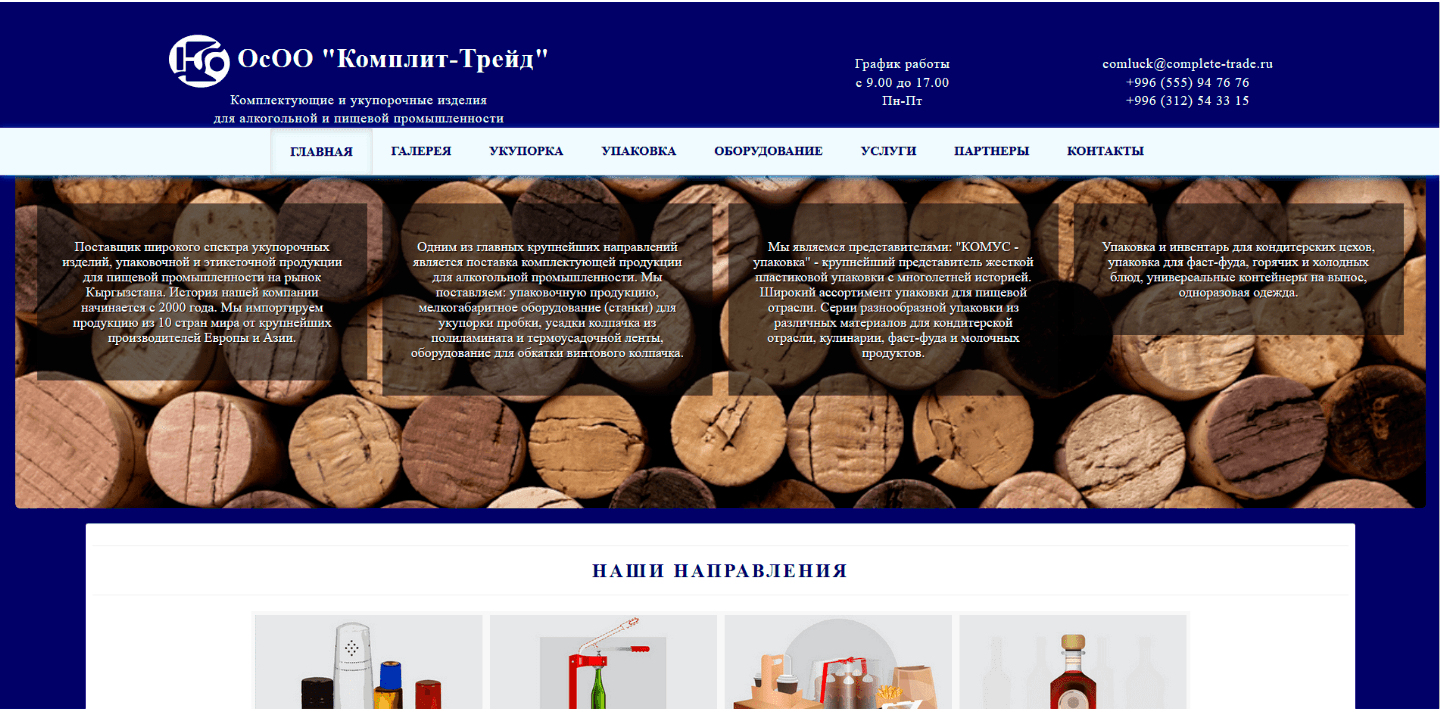 ОсОО "Комплит-Трейд"
Комплектующие и укупорочные изделия
для алкогольной и пищевой промышленности
График работы
с 9.00 до 17.00
Пн-Пт
comluck@complete-trade.ru
+996 (555) 94 76 76
+996 (312) 54 33 15
ГЛАВНАЯ ГАЛЕРЕЯ УКУПОРКА УПАКОВКА ОБОРУДОВАНИЕ УСЛУГИ ПАРТНЕРЫ КОНТАКТЫ
Поставщик широкого спектра укупорочных
изделий, упаковочной и этикеточной продукции
для пищевой промышленности на рынок
Кыргызстана. История нашей компании
начинается с 2000 года. Мы импортируем
продукцию из 10 стран мира от крупнейших
производителей Европы и Азии.
Одним из главных крупнейших направлений
является поставка комплектующей продукции
для алкогольной промышленности. Мы
поставляем: упаковочную продукцию,
мелкогабаритное оборудование (станки) для
укупорки пробки, усадки колпачка из
полиламината и термоусадочной ленты,
оборудование для обкатки винтового колпачка.
Мы являемся представителями: "КОМУС -
упаковка" - крупнейший представитель жесткой
пластиковой упаковки с многолетней историей.
Широкий ассортимент упаковки для пищевой
отрасли. Серии разнообразной упаковки из
различных материалов для кондитерской
отрасли, кулинарии, фаст-фуда и молочных
продуктов.
Упаковка и инвентарь для кондитерских цехов,
упаковка для фаст-фуда, горячих и холодных
блюд, универсальные контейнеры на вынос,
одноразовая одежда.
НАШИ НАПРАВЛЕНИЯ